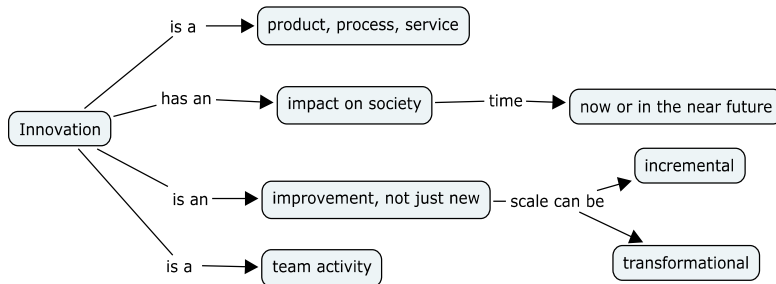 is a
product, process, service
has an
impact on society
time
now or in the near future
Innovation
incremental
is an
improvement, not just new
scale can be
is a
team activity
transformational